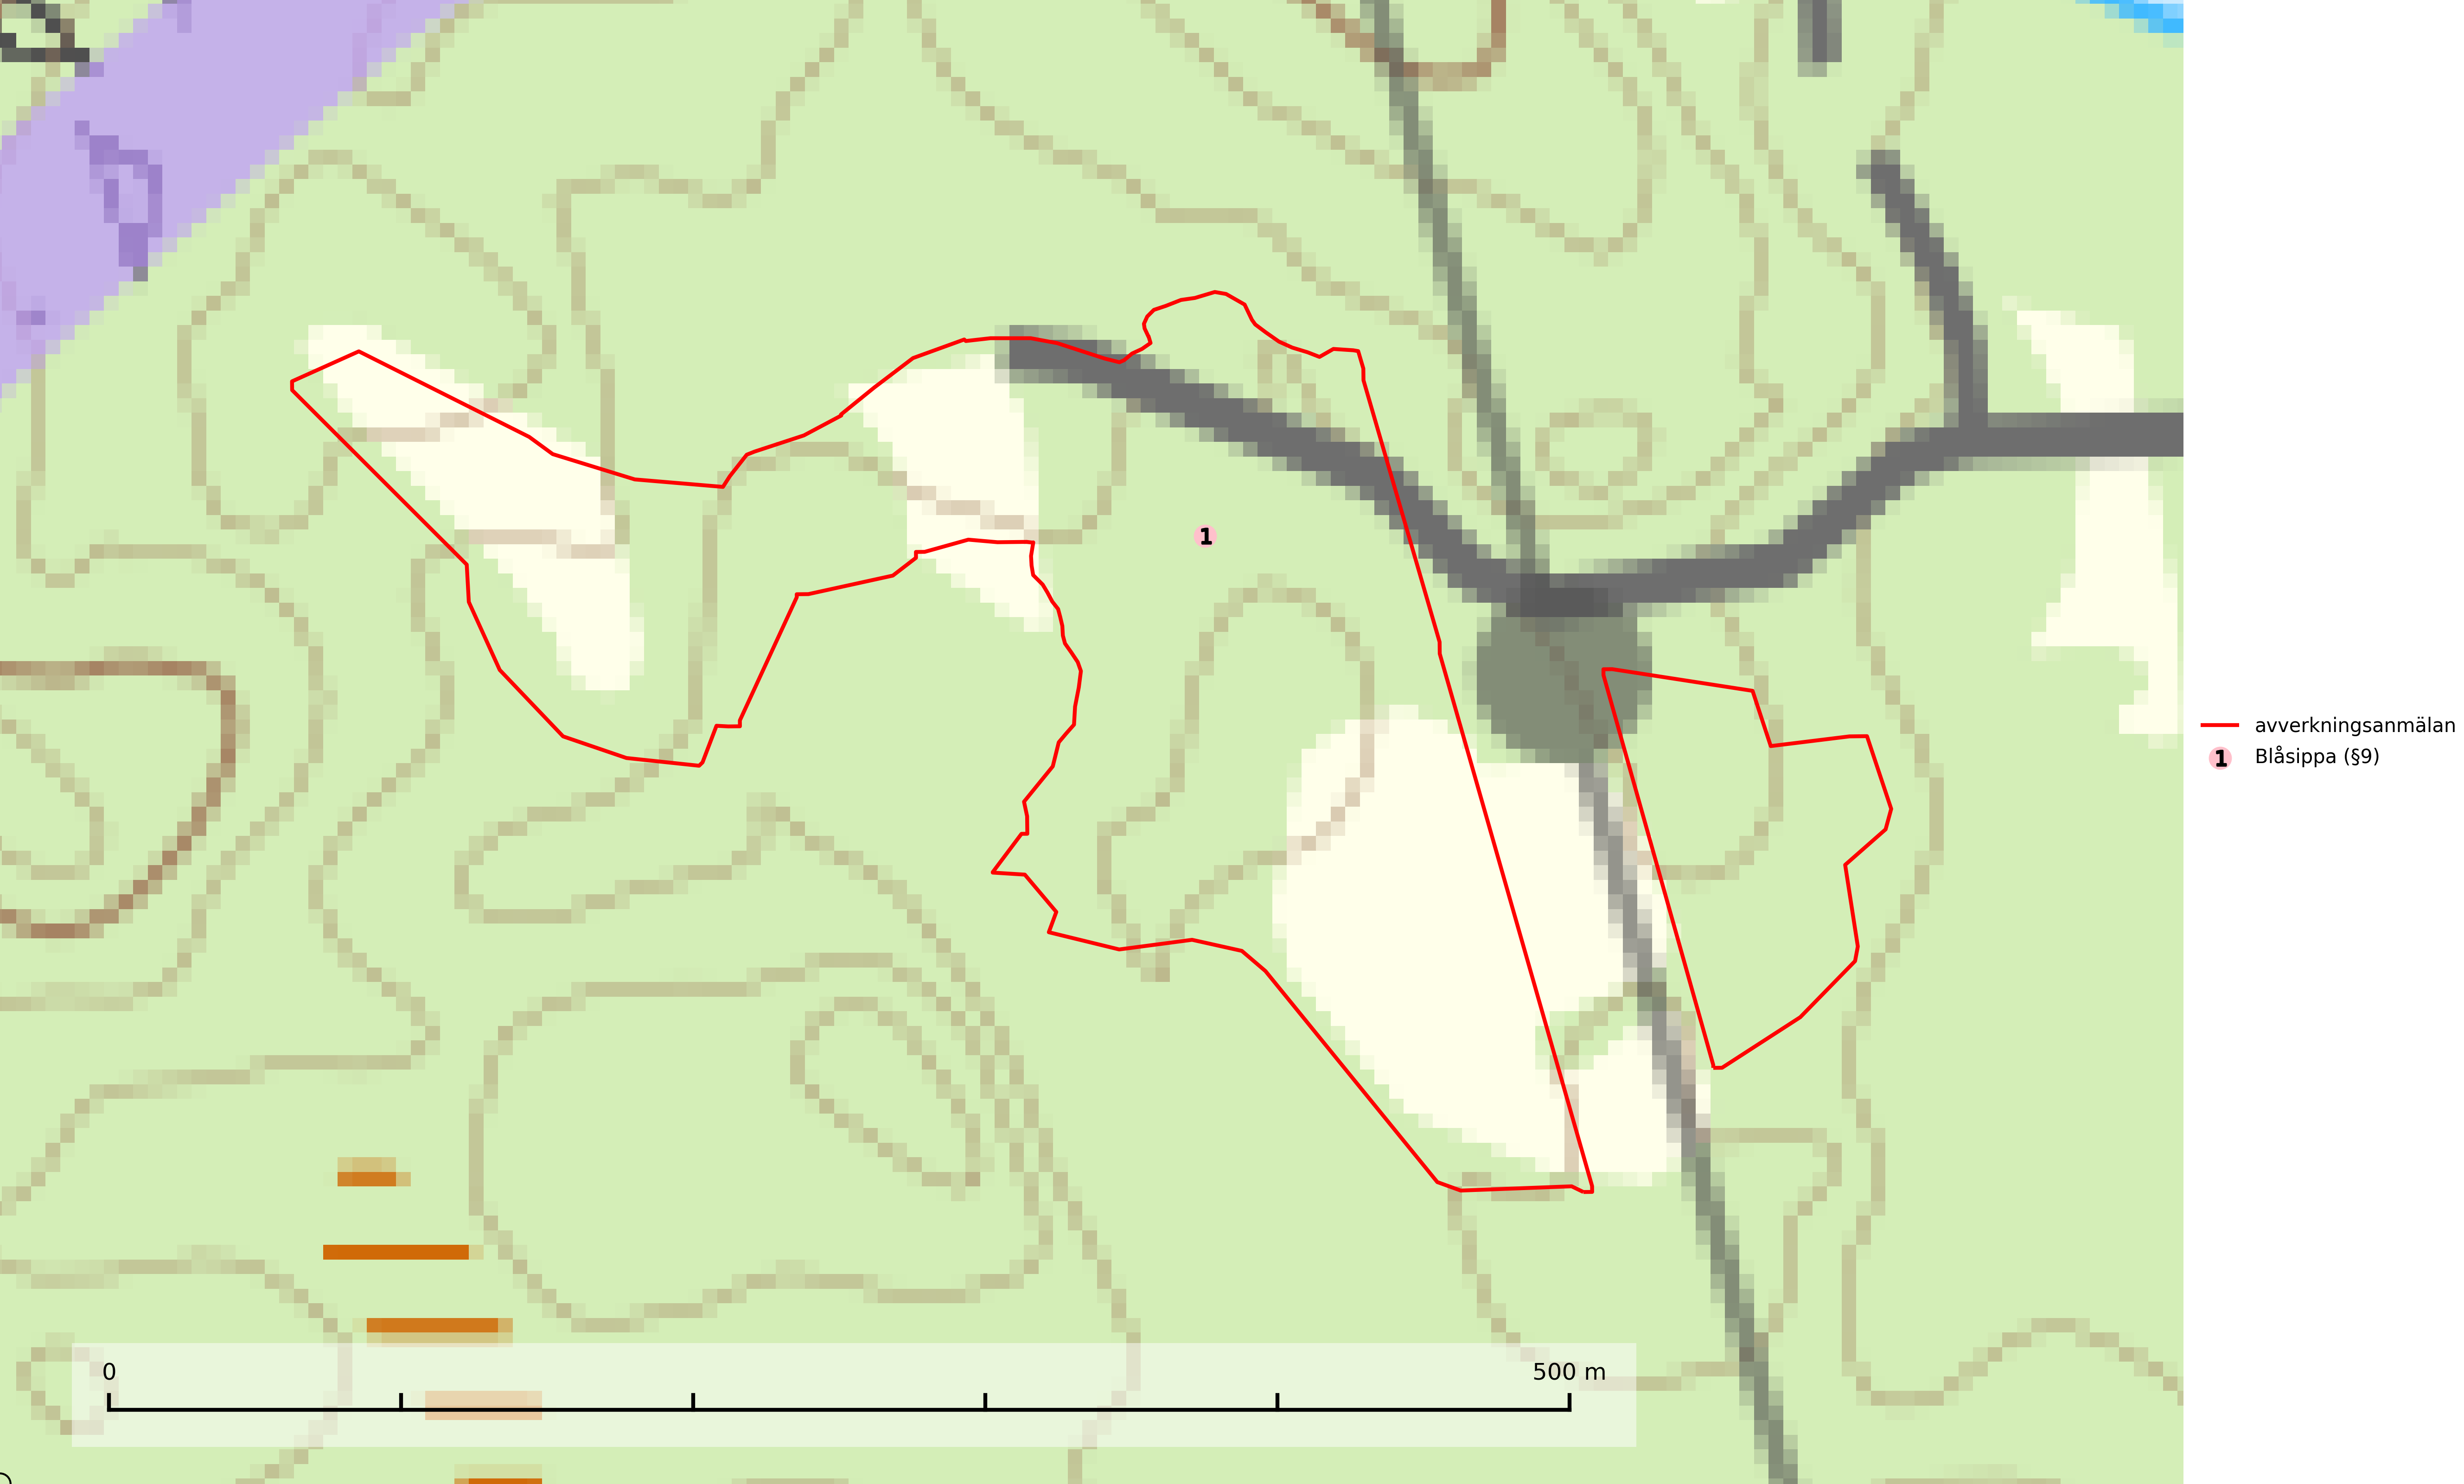 1
avverkningsanmälan
1 Blåsippa (§9)
0 500 m